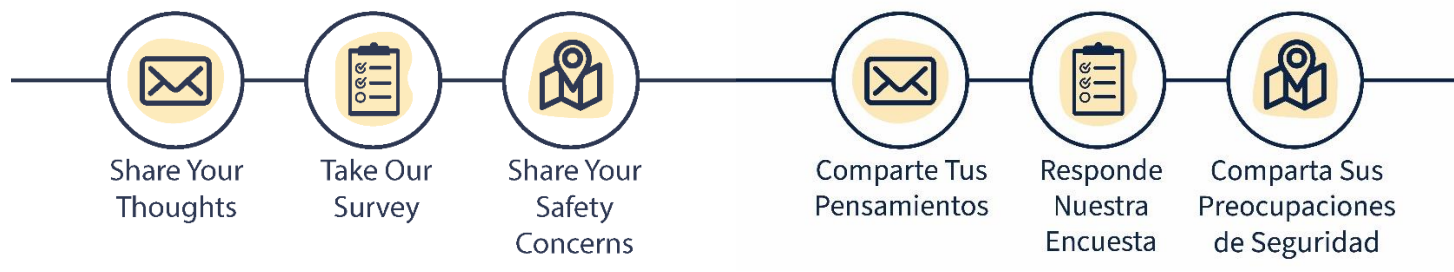 Share Your
Thoughts
Take Our
Survey
Share Your
Safety
Concerns
Comparte Tus
Pensamientos
Responde
Nuestra
Encuesta
Comparta Sus
Preocupaciones
de Seguridad